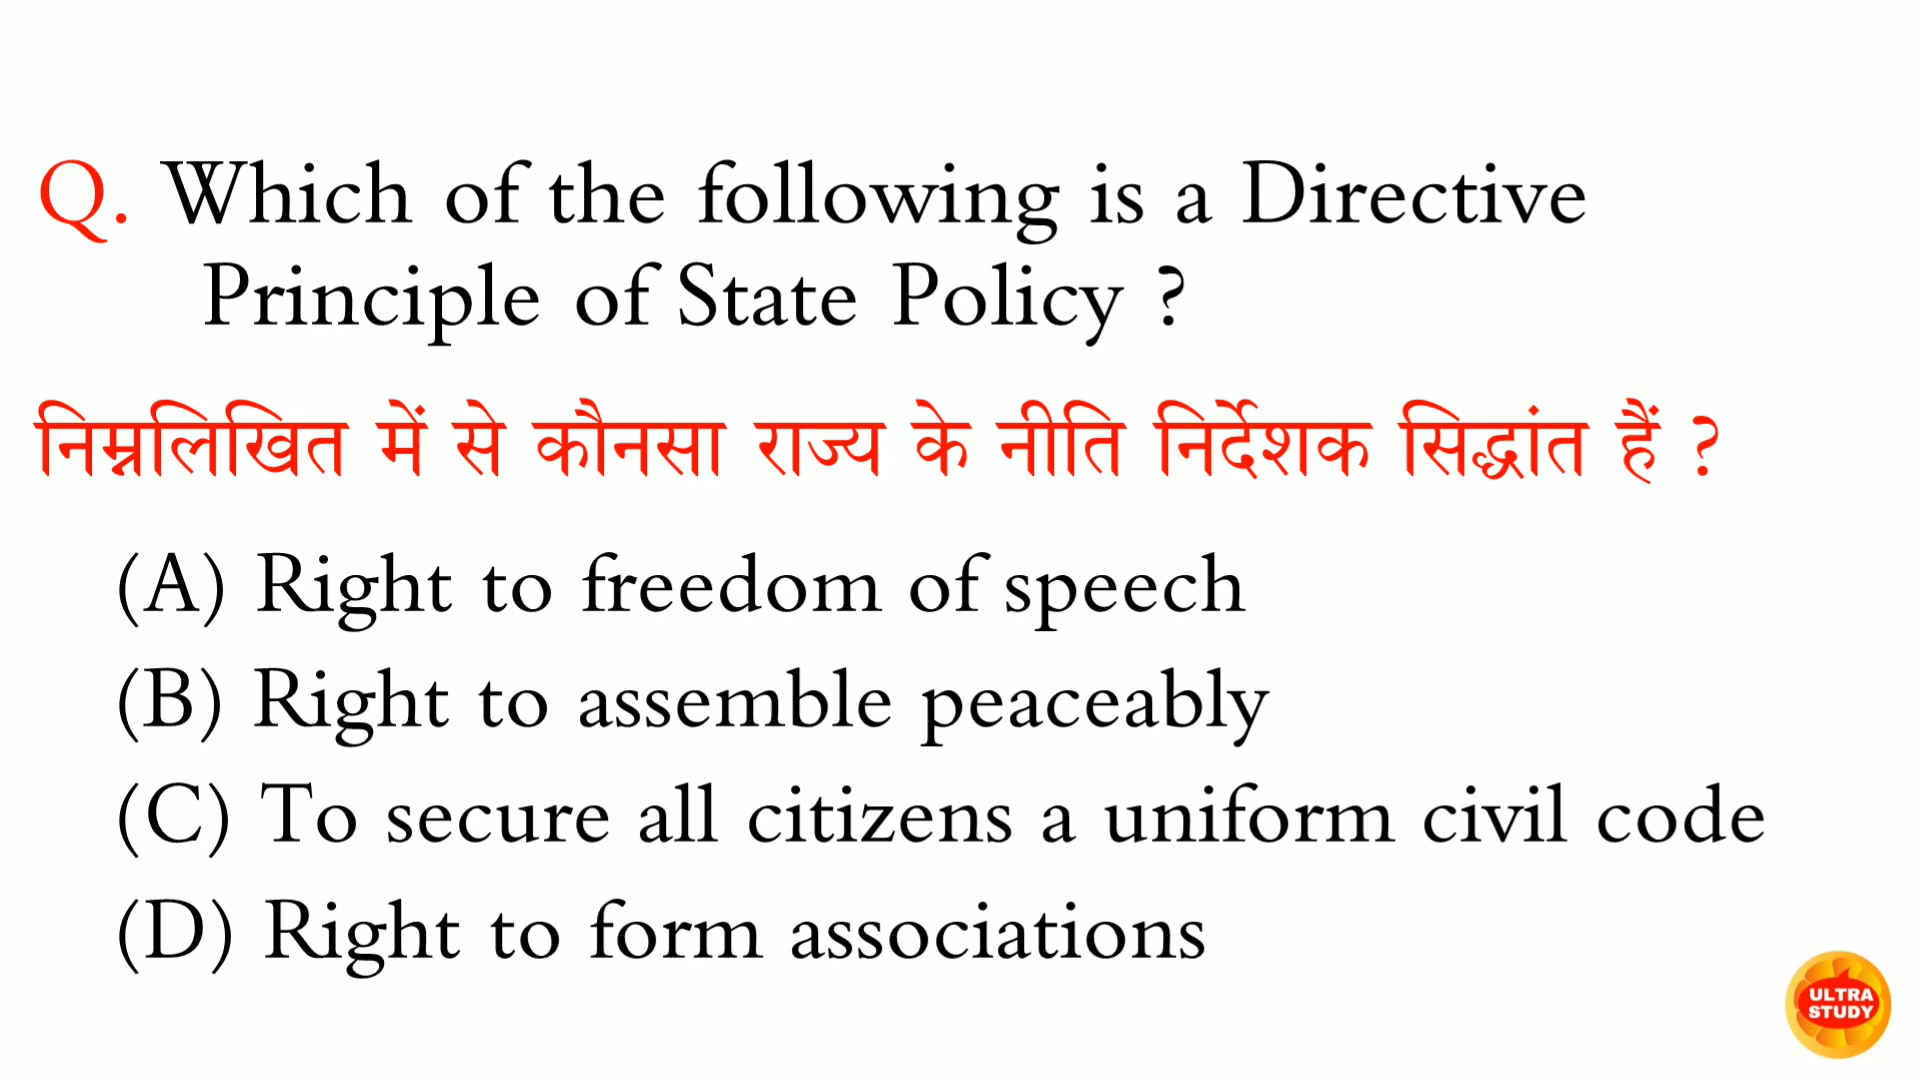 Q. Which of the following is a Directive
Principle of State Policy ?
निम्नलिखित में से कौनसा राज्य के नीति निर्देशक सिद्धांत हैं ?
(A) Right to freedom of speech
(B) Right to assemble peaceably
(C) To secure all citizens a uniform civil code
(D) Right to form associations
ULTRA
STUDY